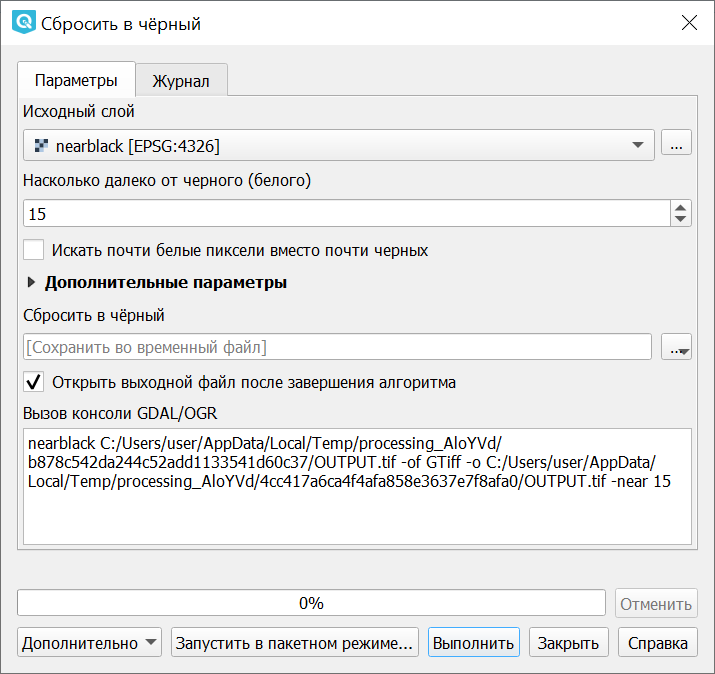 Сбросить в чёрный
Параметры
Журнал
Исходный слой
nearblack [EPSG:4326]
...
Насколько далеко от черного (белого)
15
Искать почти белые пиксели вместо почти черных
Дополнительные параметры
Сбросить в чёрный
[Сохранить во временный файл]
...
Открыть выходной файл после завершения алгоритма
Вызов консоли GDAL/OGR
nearblack C:/Users/user/AppData/Local/Temp/processing_AloYVd/
b878c542da244c52add1133541d60c37/OUTPUT.tif -of GTiff -o C:/Users/user/AppData/
Local/Temp/processing_AloYVd/4cc417a6ca4f4afa858e3637e7f8afa0/OUTPUT.tif -near 15
0%
Отменить
Дополнительно
Запустить в пакетном режиме...
Выполнить
Закрыть
Справка